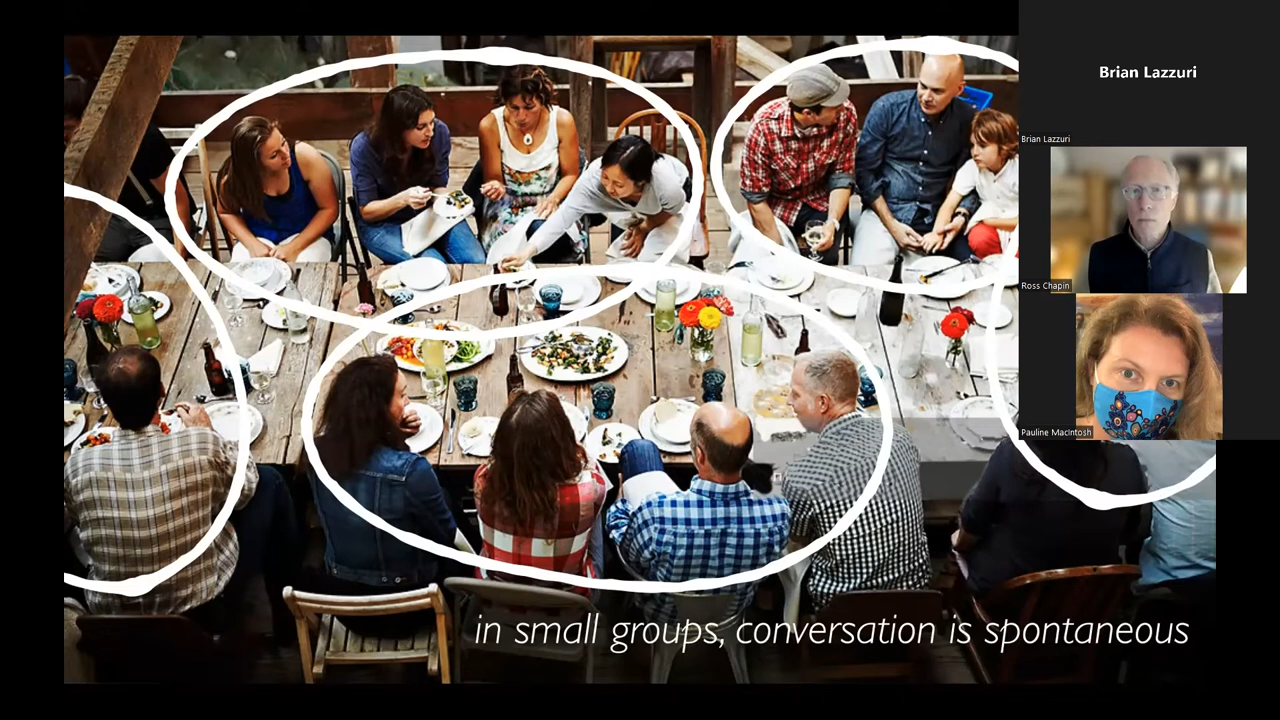 Brian Lazzuri
Brian Lazzuri
Ross Chapin
Pauline MacIntosh
in small groups, conversation is spontaneous